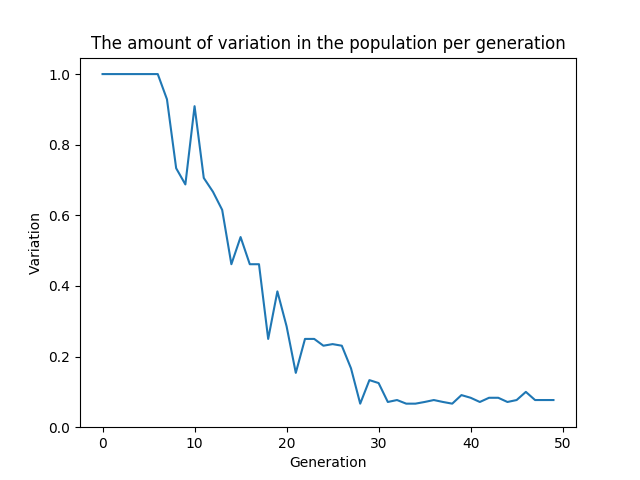 The amount of variation in the population per generation
1.0
0.8
0.6
0.4
0.2
0.0
Variation
0 10 20 30 40 50
Generation